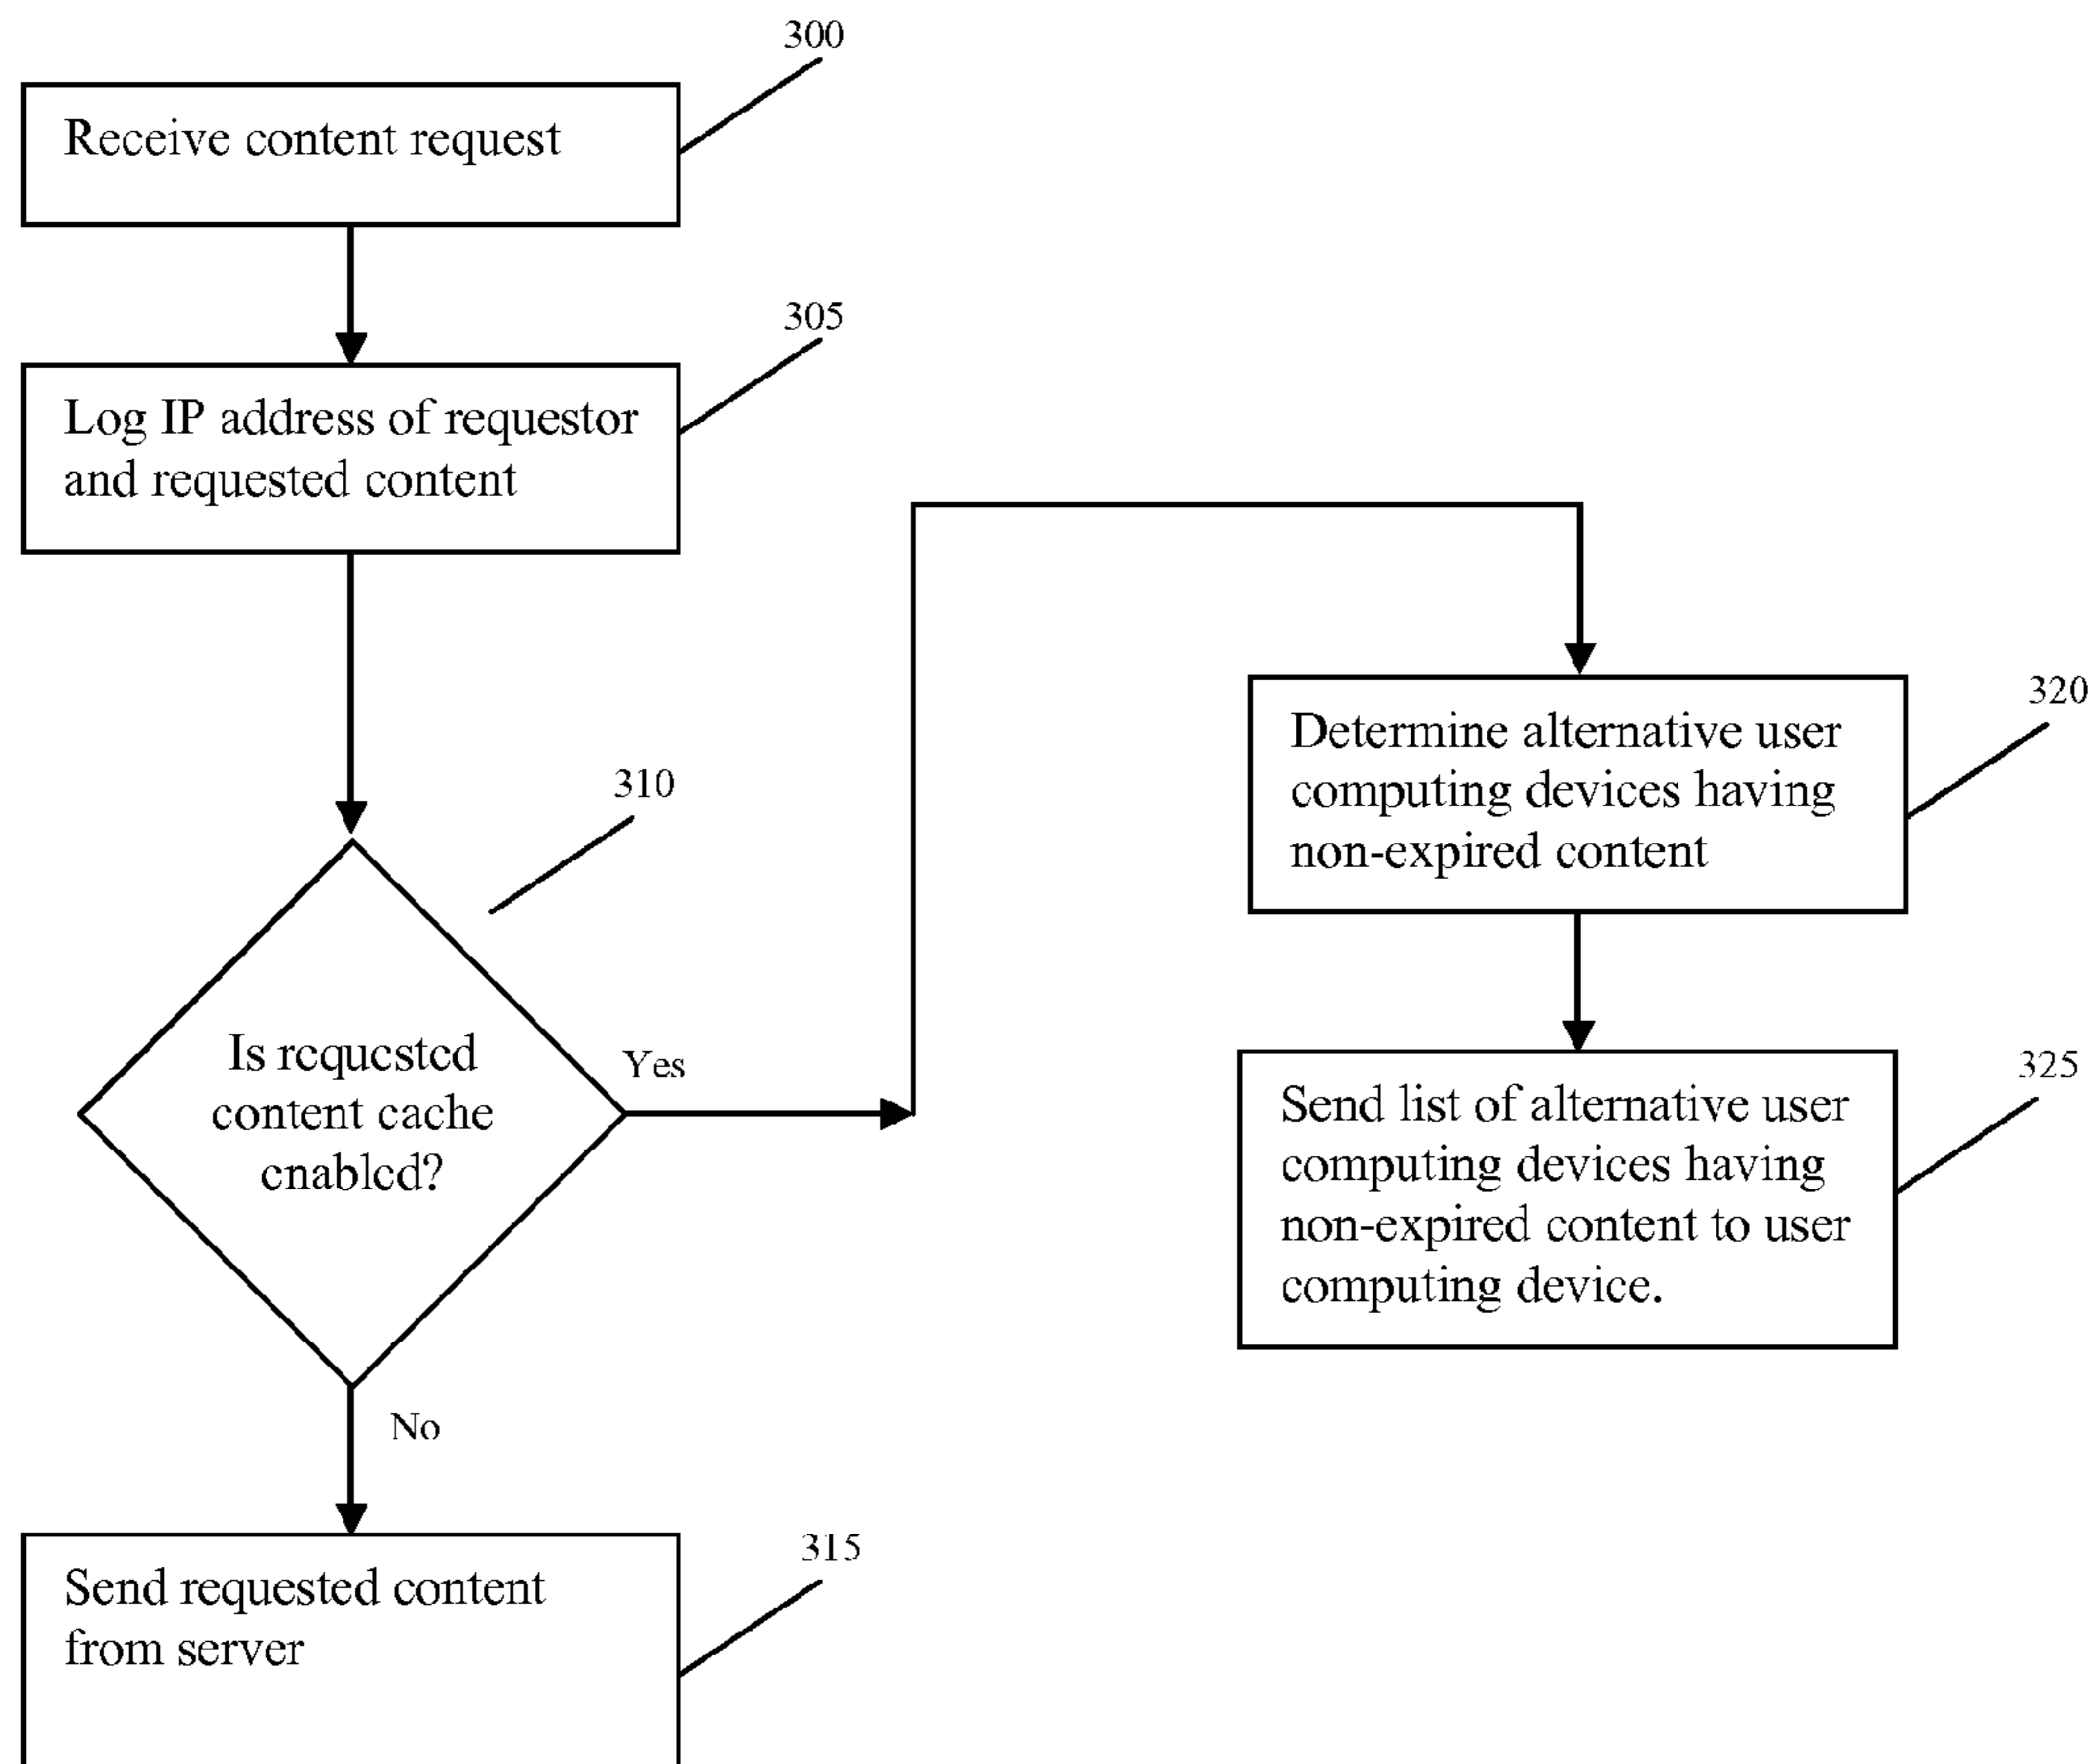 300
Receive content request
305
Log IP address of requestor
and requested content
310
Is requested
content cache
enabled?
Yes
No
315
Send requested content
from server
320
Determine alternative user
computing devices having
non-expired content
325
Send list of alternative user
computing devices having
non-expired content to user
computing device.